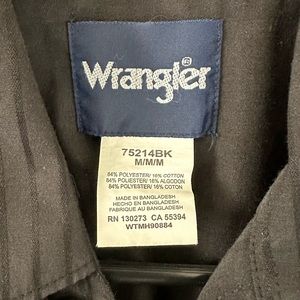 Wrangler
75214BK
M/M/M
84% POLYESTER/ 16% COTTON
84% POLIESTER/ 16% ALGODON
84% POLYESTER/ 16% COTON
MADE IN BANGLADESH
HECHO EN BANGLADESH
FABRIQUE AU BANGLADESH
RN 130273 CA 55394
WTMH90884